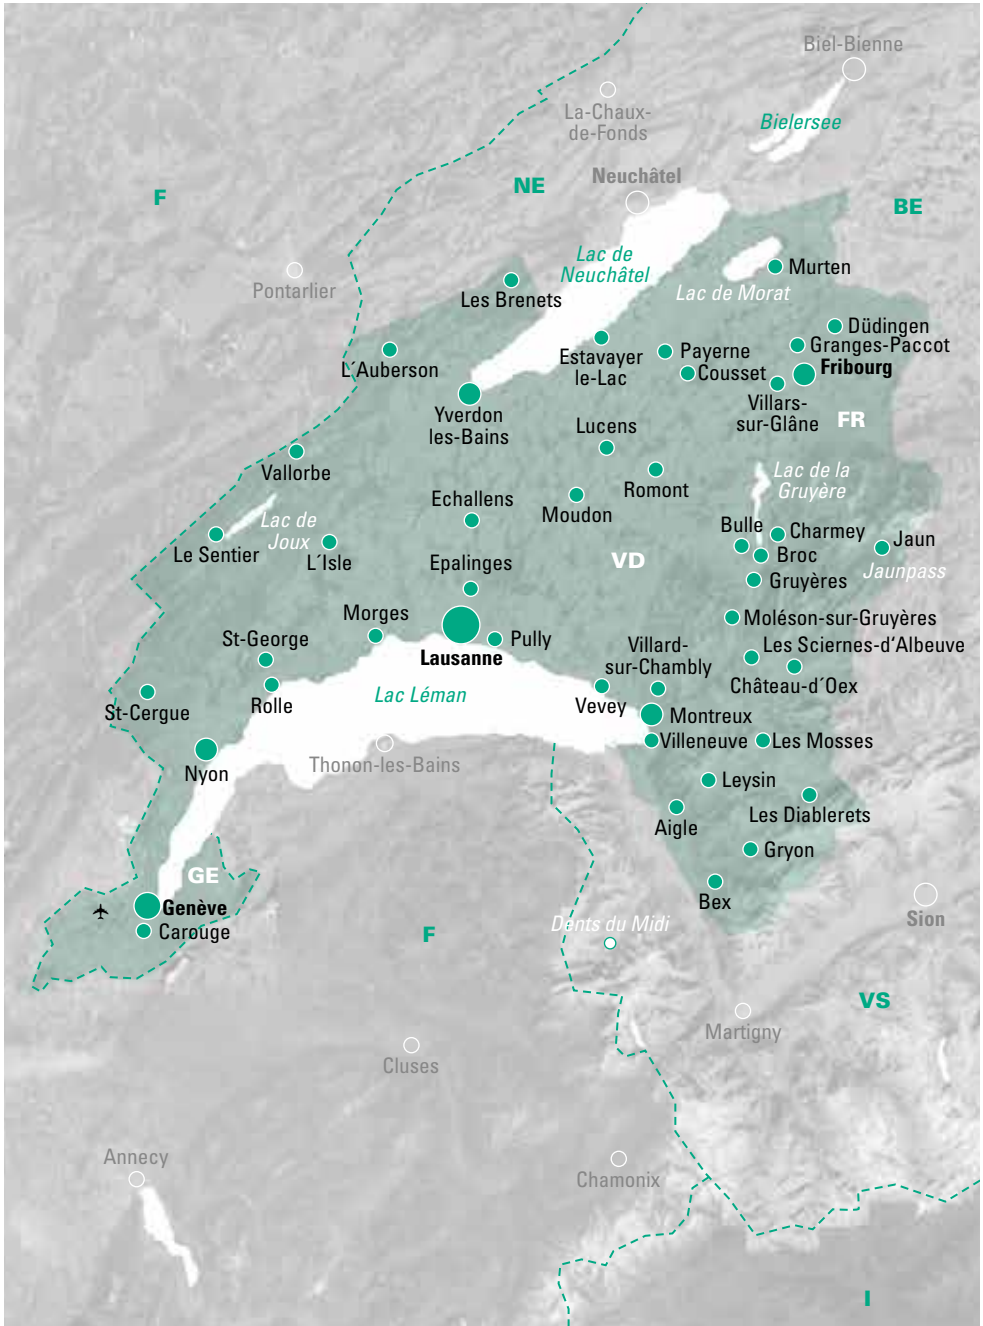 Biel-Bienne
La-Chaux-
de-Fonds
Bielersee
Neuchâtel
NE
F
BE
Lac de
Neuchâtel
Murten
Pontarlier
Les Brenets
Lac de Morat
Düdingen
Granges-Paccot
L´Auberson
Estavayer
le-Lac
Payerne
Cousset
Fribourg
Villars-
sur-Glâne
Yverdon
les-Bains
Lucens
FR
Vallorbe
Romont
Lac de la
Gruyère
Echallens
Moudon
Lac de
Joux
Le Sentier
L´Isle
Bulle
Charmey
Jaun
Broc
Jaunpass
Epalinges
VD
Gruyères
Morges
Moléson-sur-Gruyères
St-George
Pully
Villard-
sur-Chambly
Les Sciernes-d‘Albeuve
Lausanne
Château-d´Oex
Lac Léman
St-Cergue
Rolle
Vevey
Montreux
Villeneuve
Les Mosses
Nyon
Thonon-les-Bains
Leysin
Les Diablerets
Aigle
Gryon
GE
Bex
Genève
Carouge
Sion
F
Dents du Midi
VS
Martigny
Cluses
Annecy
Chamonix
I